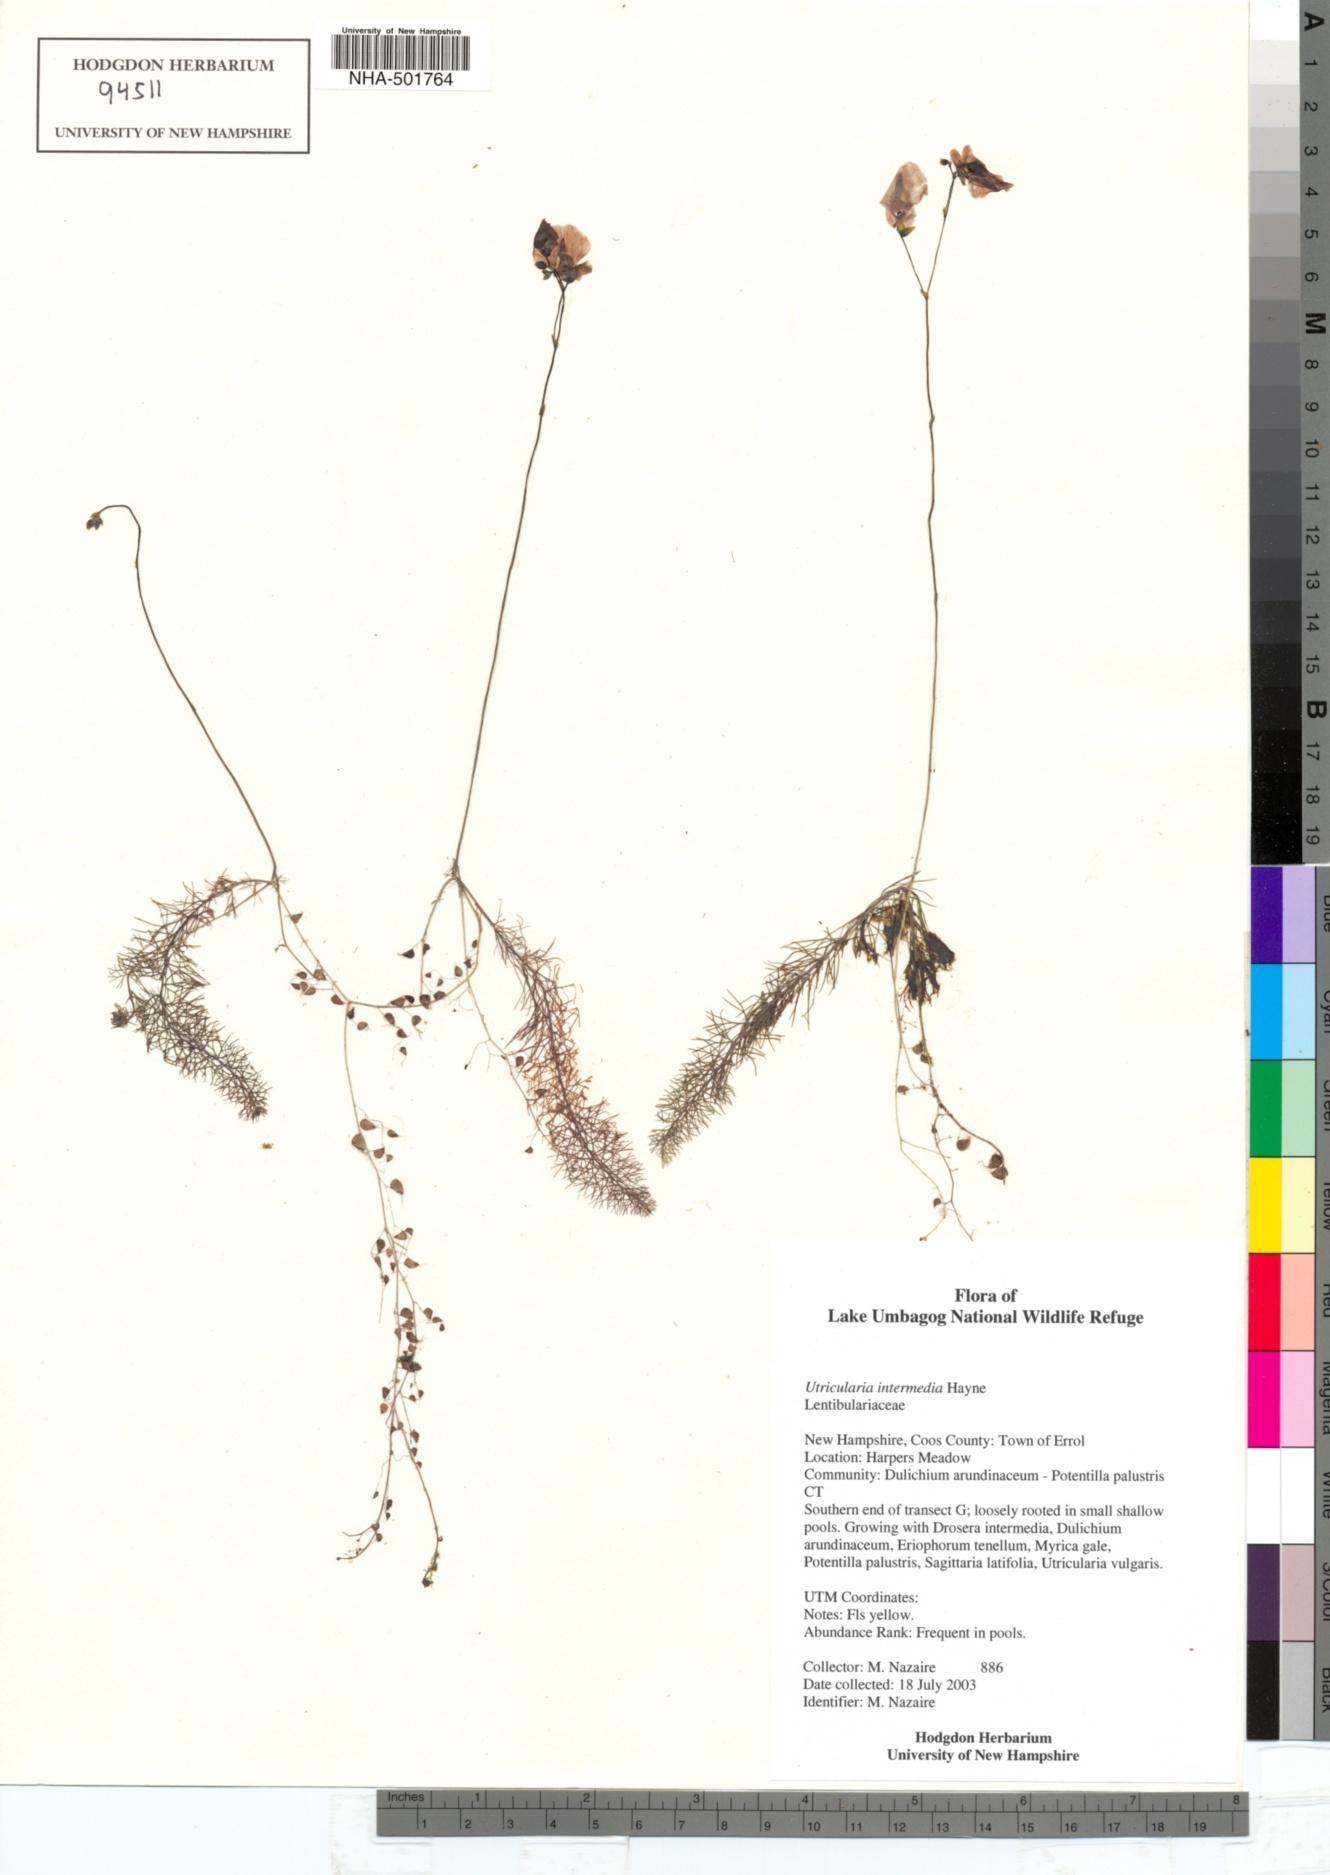 HODGDON HERBARIUM
94511
UNIVERSITY OF NEW HAMPSHIRE
University of New Hampshire
NHA-501764
A
1
2
3
4
5
6
M
8
9
10
11
12
13
14
15
B
17
18
19
Blue
Cyan
Green
Yellow
Red
Magenta
White
3/Color
Black
Flora of
Lake Umbagog National Wildlife Refuge
Utricularia intermedia Hayne
Lentibulariaceae
New Hampshire, Coos County: Town of Errol
Location: Harpers Meadow
Community: Dulichium arundinaceum - Potentilla palustris
CT
Southern end of transect G; loosely rooted in small shallow
pools. Growing with Drosera intermedia, Dulichium
arundinaceum, Eriophorum tenellum, Myrica gale,
Potentilla palustris, Sagittaria latifolia, Utricularia vulgaris.
UTM Coordinates:
Notes: Fls yellow.
Abundance Rank: Frequent in pools.
Collector: M. Nazaire 886
Date collected: 18 July 2003
Identifier: M. Nazaire
Hodgdon Herbarium
University of New Hampshire
Inches 1 2 3 4 5 6 7 8
1 2 3 4 5 6 7 8 9 10 11 12 13 14 15 16 17 18 19